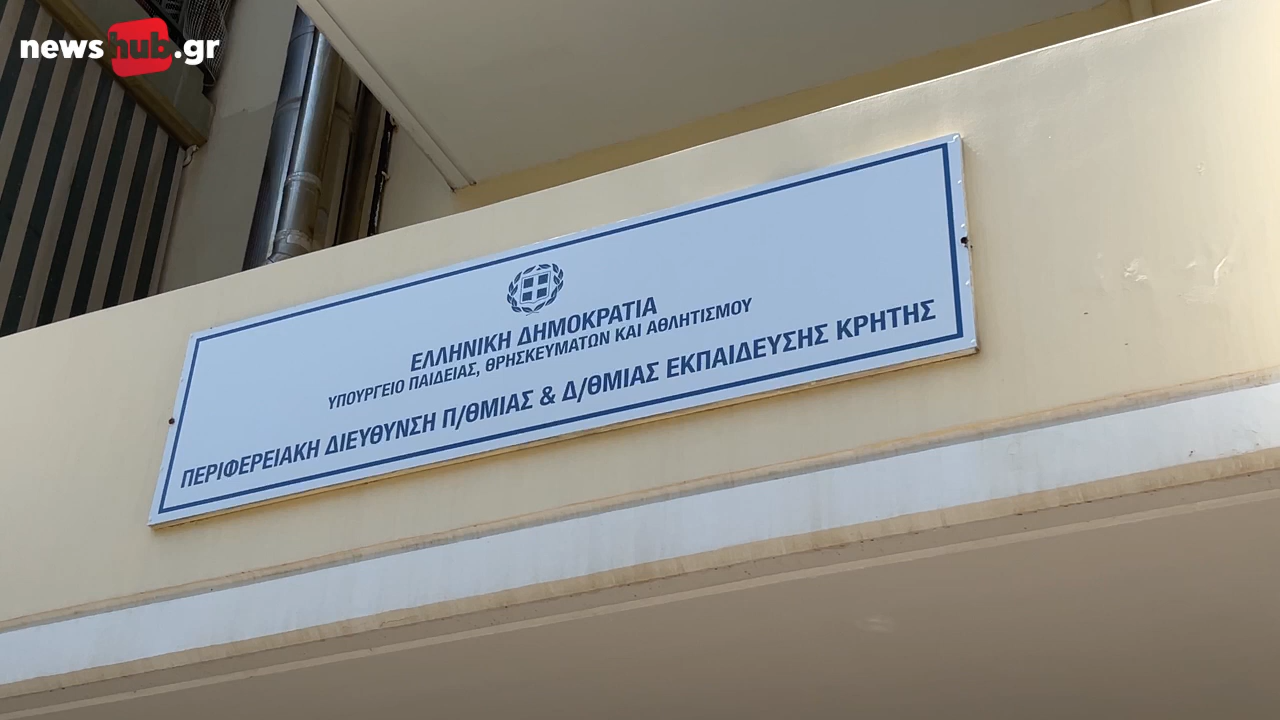 newshub.gr
ΕΛΛΗΝΙΚΗ ΔΗΜΟΚΡΑΤΙΑ
ΥΠΟΥΡΓΕΙΟ ΠΑΙΔΕΙΑΣ, ΘΡΗΣΚΕΥΜΑΤΩΝ ΚΑΙ ΑΘΛΗΤΙΣΜΟΥ
ΠΕΡΙΦΕΡΕΙΑΚΗ ΔΙΕΥΘΥΝΣΗ Π/ΘΜΙΑΣ & Δ/ΘΜΙΑΣ ΕΚΠΑΙΔΕΥΣΗΣ ΚΡΗΤΗΣ